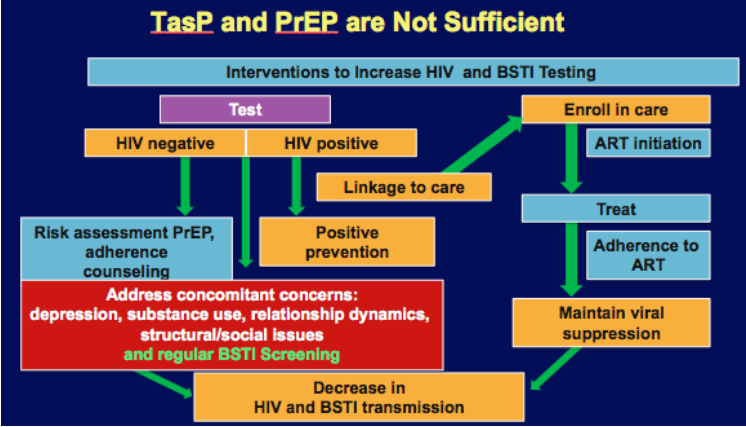 TasP and PrEP are Not Sufficient
Interventions to Increase HIV and BSTI Testing
Test
HIV negative
HIV positive
Linkage to care
Enroll in care
ART initiation
Treat
Adherence to
ART
Maintain viral
suppression
Risk assessment PrEP,
adherence
counseling
Positive
prevention
Address concomitant concerns:
depression, substance use, relationship dynamics,
structural/social issues
and regular BSTI Screening
Decrease in
HIV and BSTI transmission